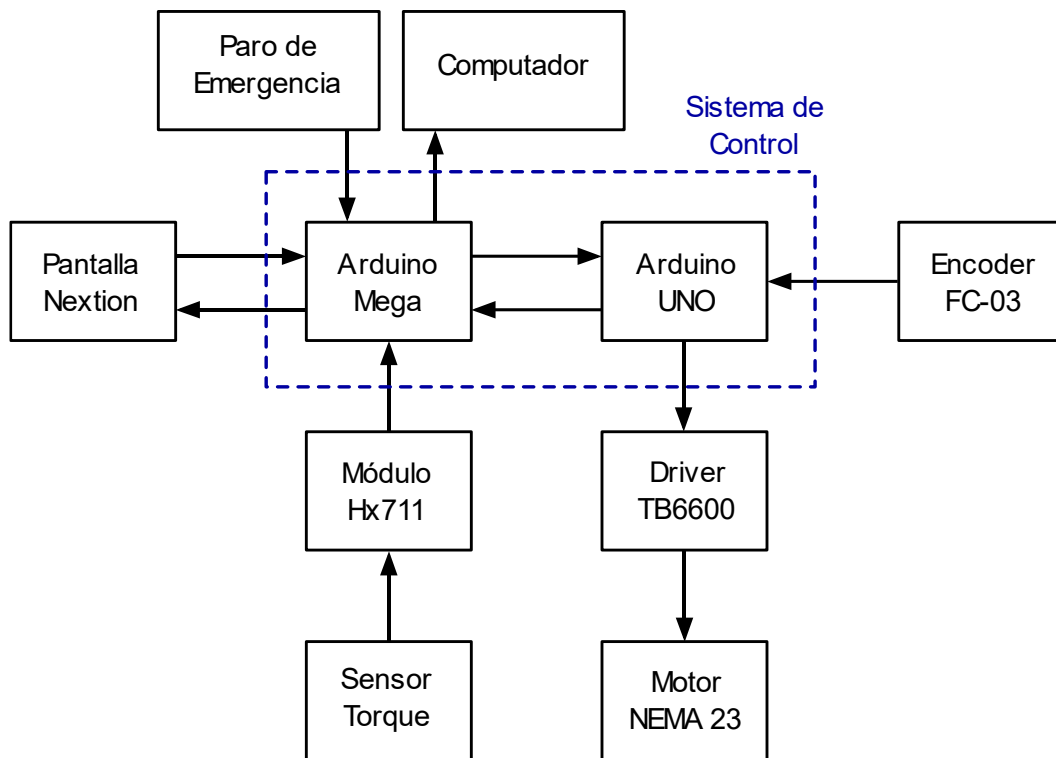 Paro de
Emergencia
Computador
Sistema de
Control
Pantalla
Nextion
Arduino
Mega
Arduino
UNO
Encoder
FC-03
Módulo
Hx711
Driver
TB6600
Sensor
Torque
Motor
NEMA 23